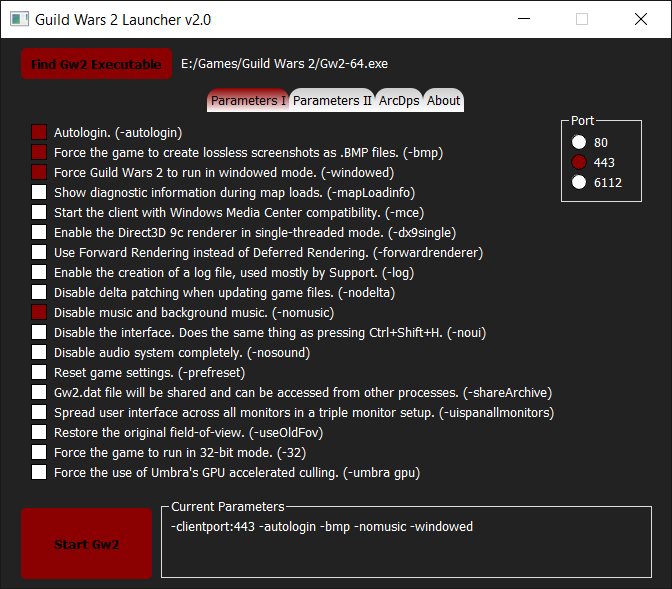 Guild Wars 2 Launcher v2.0
Find Gw2 Executable
E:/Games/Guild Wars 2/Gw2-64.exe
Parameters I
Parameters II
ArcDps
About
Port
80
443
6112
Autologin. (-autologin)
Force the game to create lossless screenshots as .BMP files. (-bmp)
Force Guild Wars 2 to run in windowed mode. (-windowed)
Show diagnostic information during map loads. (-mapLoadinfo)
Start the client with Windows Media Center compatibility. (-mce)
Enable the Direct3D 9c renderer in single-threaded mode. (-dx9single)
Use Forward Rendering instead of Deferred Rendering. (-forwardrenderer)
Enable the creation of a log file, used mostly by Support. (-log)
Disable delta patching when updating game files. (-nodelta)
Disable music and background music. (-nomusic)
Disable the interface. Does the same thing as pressing Ctrl+Shift+H. (-noui)
Disable audio system completely. (-nosound)
Reset game settings. (-prefreset)
Gw2.dat file will be shared and can be accessed from other processes. (-shareArchive)
Spread user interface across all monitors in a triple monitor setup. (-uispanallmonitors)
Restore the original field-of-view. (-useOldFov)
Force the game to run in 32-bit mode. (-32)
Force the use of Umbra's GPU accelerated culling. (-umbra gpu)
Start Gw2
Current Parameters
-clientport:443 -autologin -bmp -nomusic -windowed